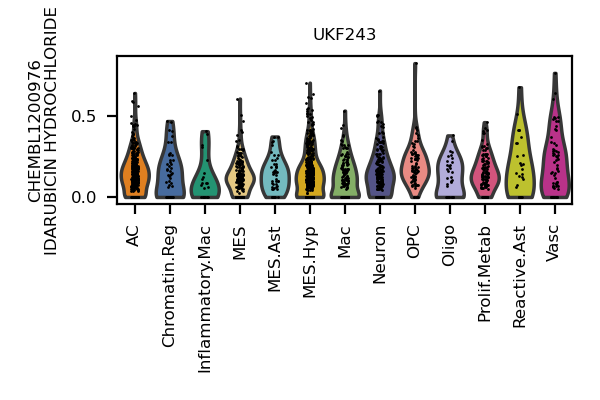 UKF243
CHEMBL1200976
IDARUBICIN HYDROCHLORIDE
0.5
0.0
AC
Chromatin.Reg
Inflammatory.Mac
MES
MES.Ast
MES.Hyp
Mac
Neuron
OPC
Oligo
Prolif.Metab
Reactive.Ast
Vasc